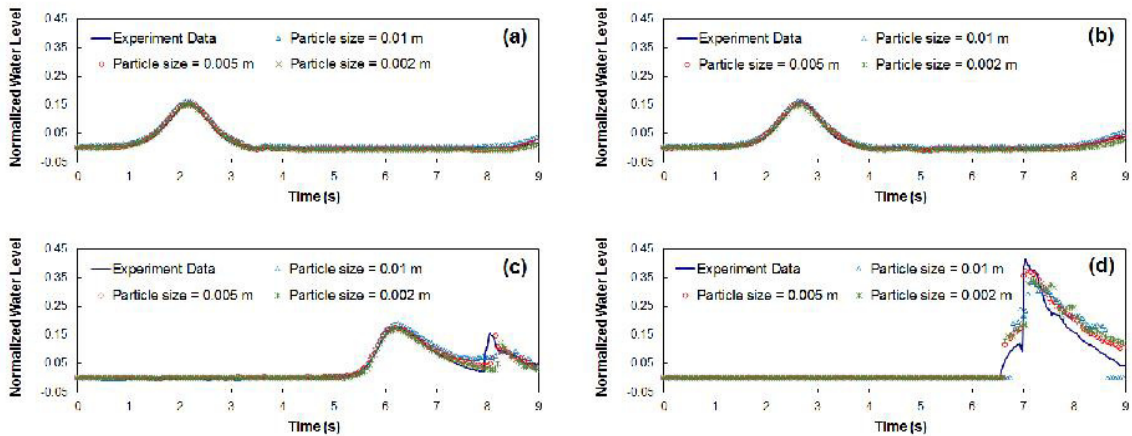 0.45
0.35
0.25
0.15
0.05
-0.05
Normalized Water Level
Experiment Data
Particle size = 0.01 m
Particle size = 0.005 m
Particle size = 0.002 m
(a)
0 1 2 3 4 5 6 7 8 9
Time (s)
0.45
0.35
0.25
0.15
0.05
-0.05
Normalized Water Level
Experiment Data
Particle size = 0.01 m
Particle size = 0.005 m
Particle size = 0.002 m
(b)
0 1 2 3 4 5 6 7 8 9
Time (s)
0.45
0.35
0.25
0.15
0.05
-0.05
Normalized Water Level
Experiment Data
Particle size = 0.01 m
Particle size = 0.005 m
Particle size = 0.002 m
(c)
0 1 2 3 4 5 6 7 8 9
Time (s)
0.45
0.35
0.25
0.15
0.05
-0.05
Normalized Water Level
Experiment Data
Particle size = 0.01 m
Particle size = 0.005 m
Particle size = 0.002 m
(d)
0 1 2 3 4 5 6 7 8 9
Time (s)